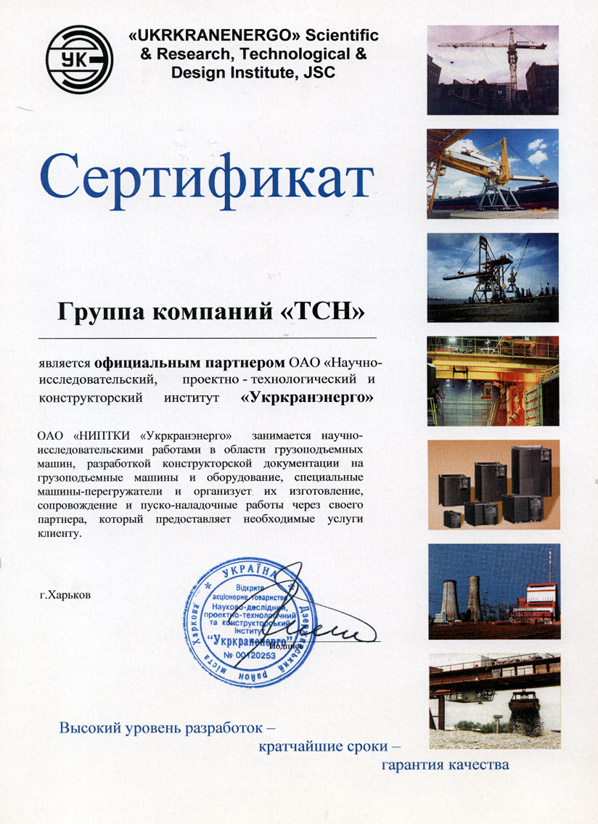 УК
«UKRKRANENERGO» Scientific
& Research, Technological &
Design Institute, JSC
Сертификат
Группа компаний «ТСН»
является официальным партнером ОАО «Научно-
исследовательский, проектно - технологический и
конструкторский институт «Укркранэнерго»
ОАО «НИПТКИ «Укркранэнерго» занимается научно-
исследовательскими работами в области грузоподъемных
машин, разработкой конструкторской документации на
грузоподъемные машины и оборудование, специальные
машины-перегружатели и организует их изготовление,
сопровождение и пуско-наладочные работы через своего
партнера, который предоставляет необходимые услуги
клиенту.
г.Харьков
* УКРАЇНА *
Дзержинський район міста Харкова
Відкрите
акціонерне товариство
Науково-дослідний,
проектно-технологічний
та конструкторський
інститут
"Укркраненерго"
№ 00120253
Подпись
Высокий уровень разработок –
кратчайшие сроки –
гарантия качества